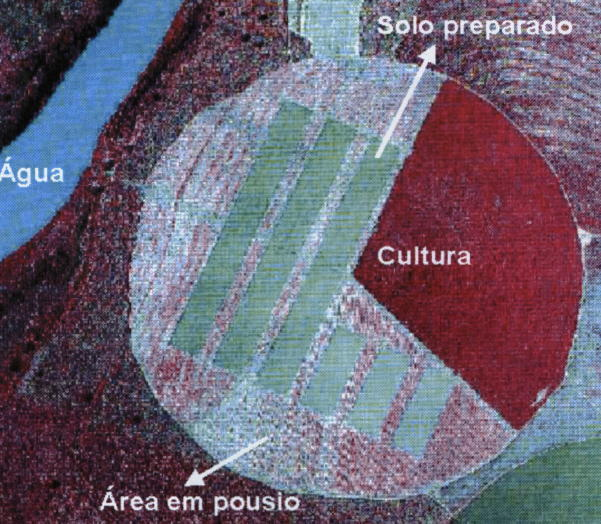 Solo preparado
Água
Cultura
Área em pousio